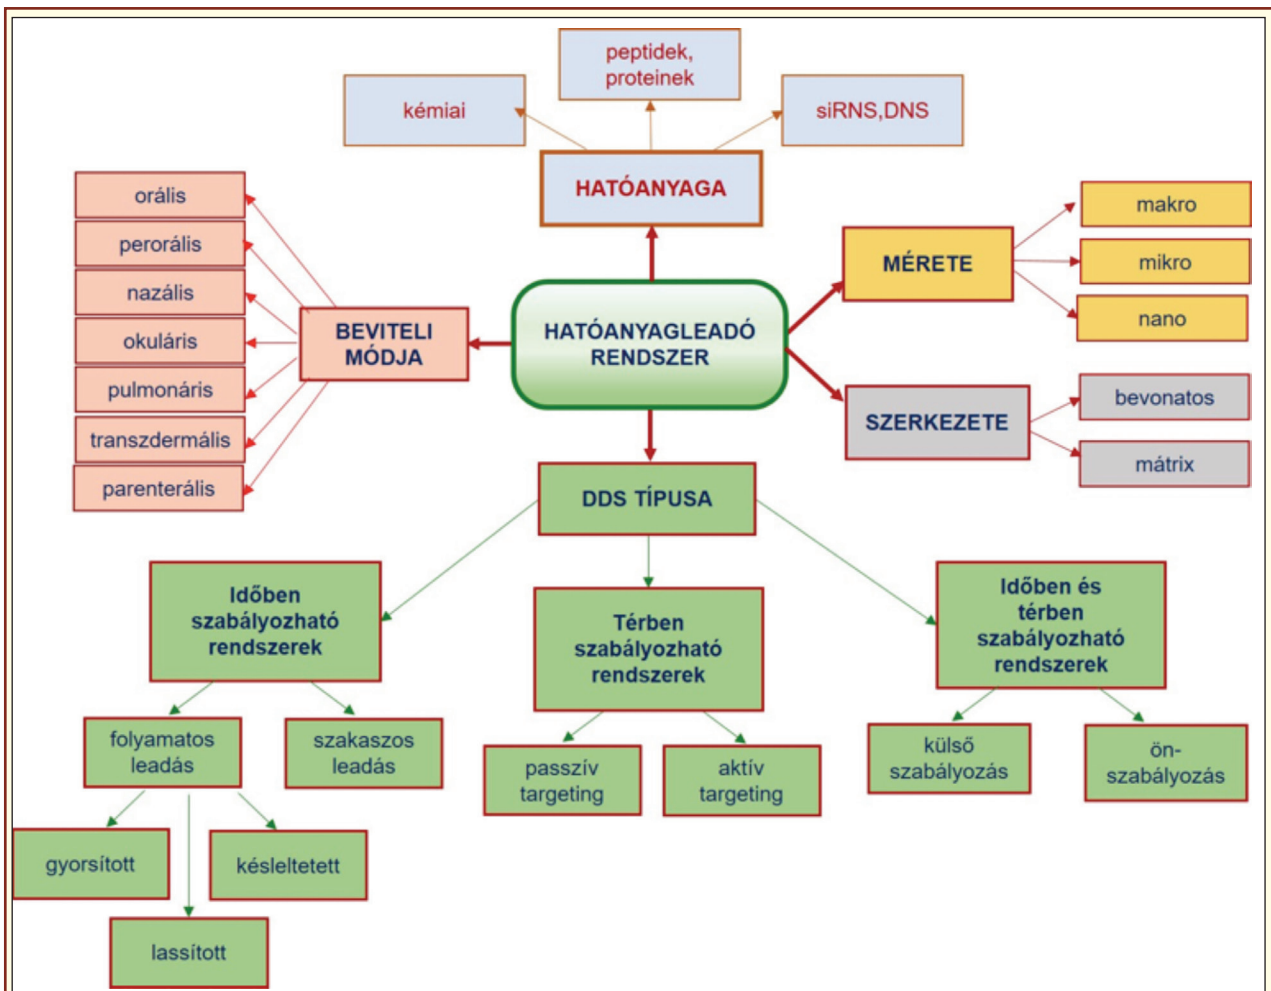 peptidek,
proteinek
kémiai
siRNS,DNS
HATÓANYAGA
orális
perorális
nazális
okuláris
pulmonáris
transzdermális
parenterális
BEVITELI
MÓDJA
HATÓANYAGLEADÓ
RENDSZER
MÉRETE
makro
mikro
nano
SZERKEZETE
bevonatos
mátrix
DDS TÍPUSA
Időben
szabályozható
rendszerek
Térben
szabályozható
rendszerek
Időben és
térben
szabályozható
rendszerek
folyamatos
leadás
szakaszos
leadás
passzív
targeting
aktív
targeting
külső
szabályozás
ön-
szabályozás
gyorsított
késleltetett
lassított